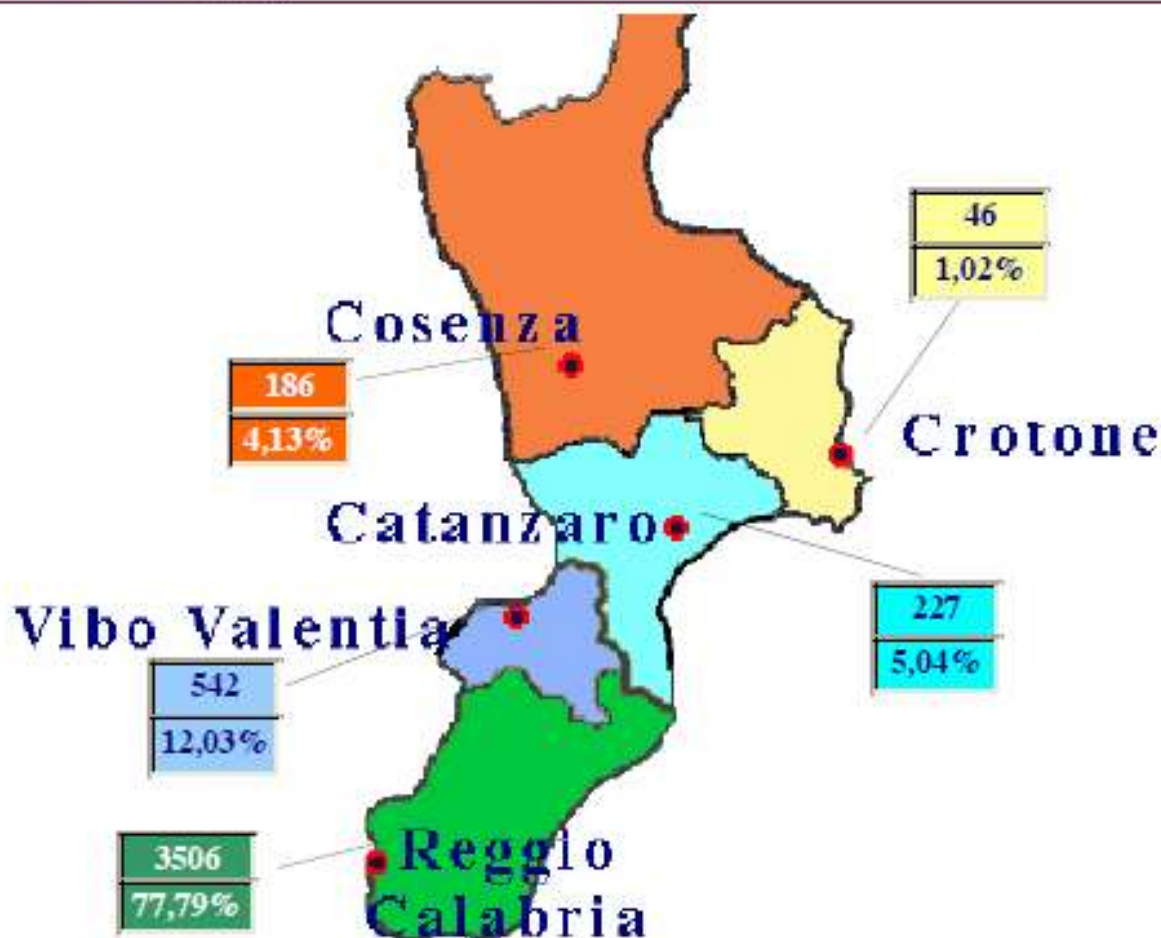 46
1,02%
Cosenza
186
4,13%
Crotone
Catanzaro
227
5,04%
Vibo Valentia
542
12,03%
3506
77,79%
Reggio
Calabria